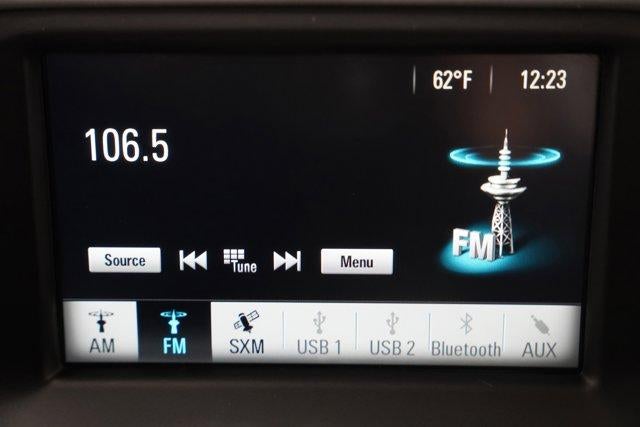 62°F 12:23
106.5
FM
Source Tune Menu
AM FM SXM USB 1 USB 2 Bluetooth AUX